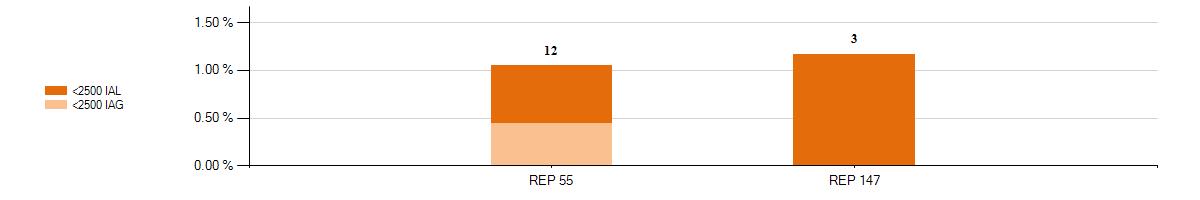 1.50 %
12
3
1.00 %
<2500 IAL
<2500 IAG
0.50 %
0.00 %
REP 55
REP 147